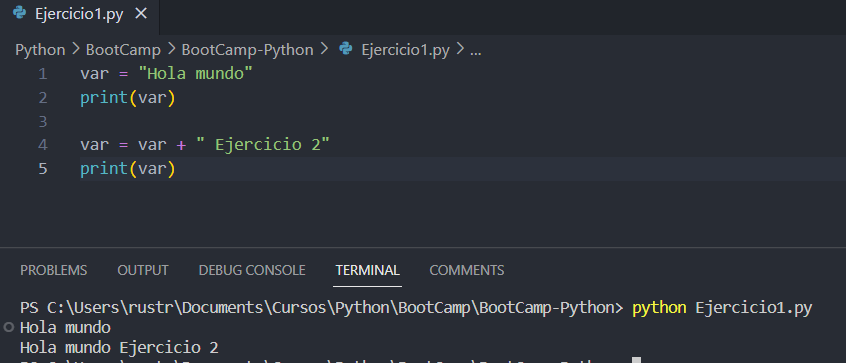 Ejercicio1.py
Python > BootCamp > BootCamp-Python > Ejercicio1.py > ...
1 var = "Hola mundo"
2 print(var)
3
4 var = var + " Ejercicio 2"
5 print(var)
PROBLEMS OUTPUT DEBUG CONSOLE TERMINAL COMMENTS
PS C:\Users\rustr\Documents\Cursos\Python\BootCamp\BootCamp-Python> python Ejercicio1.py
Hola mundo
Hola mundo Ejercicio 2